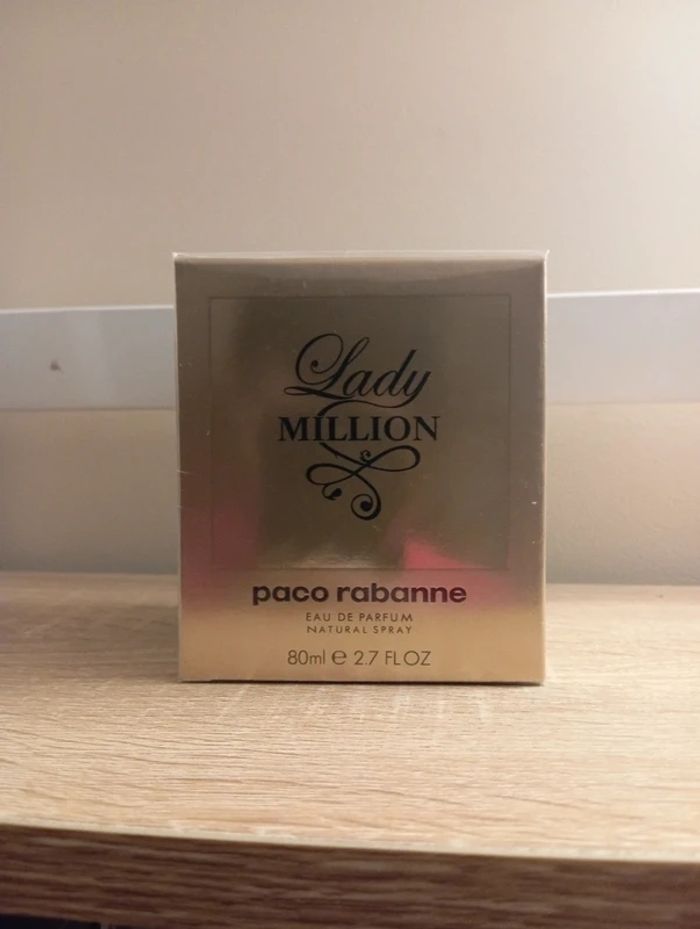 Lady
MILLION
paco rabanne
EAU DE PARFUM
NATURAL SPRAY
80ml ℮ 2.7 FL.OZ